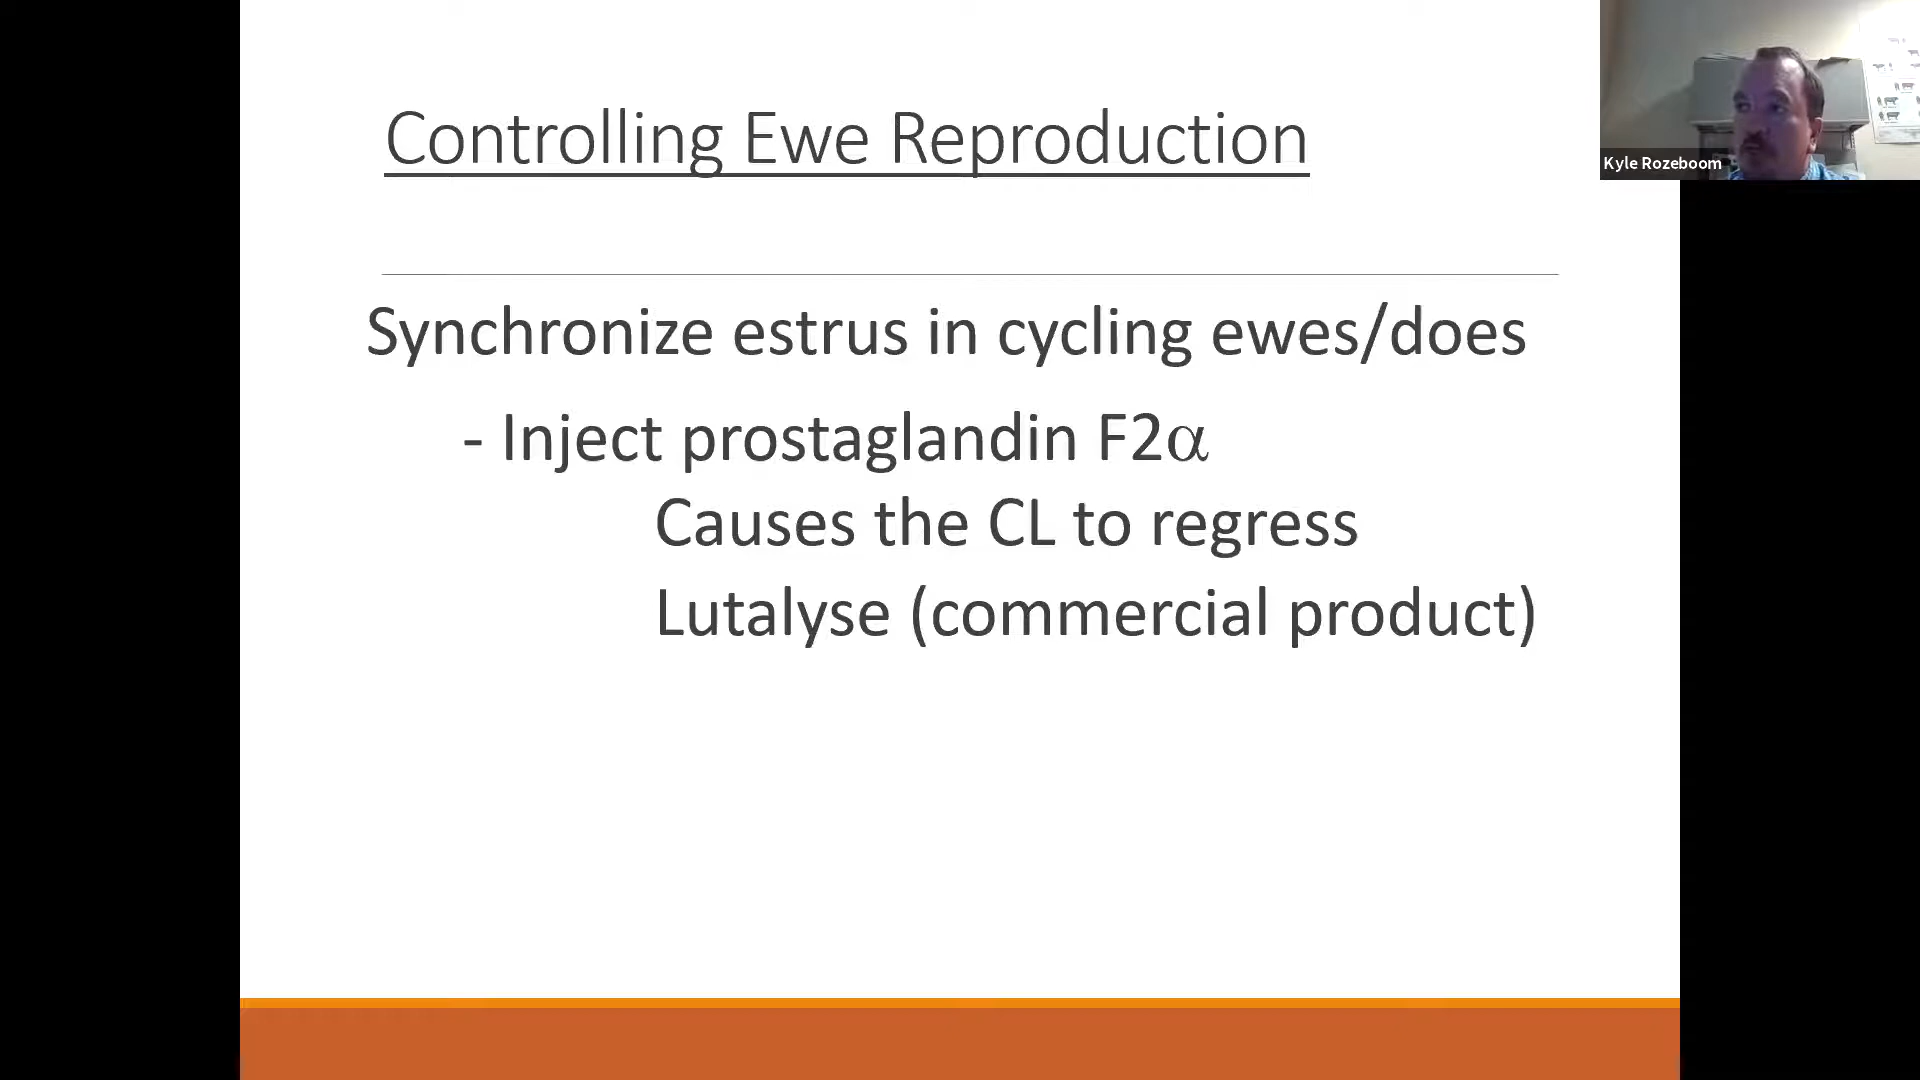 Controlling Ewe Reproduction
Kyle Rozeboom
Synchronize estrus in cycling ewes/does
- Inject prostaglandin F2α
Causes the CL to regress
Lutalyse (commercial product)